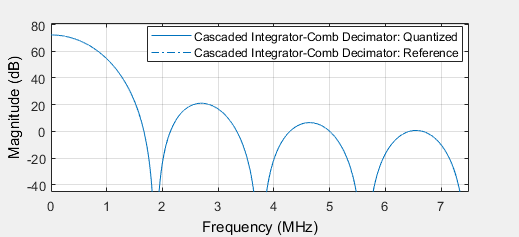 Cascaded Integrator-Comb Decimator: Quantized
Cascaded Integrator-Comb Decimator: Reference
Magnitude (dB)
80
60
40
20
0
-20
-40
0 1 2 3 4 5 6 7
Frequency (MHz)